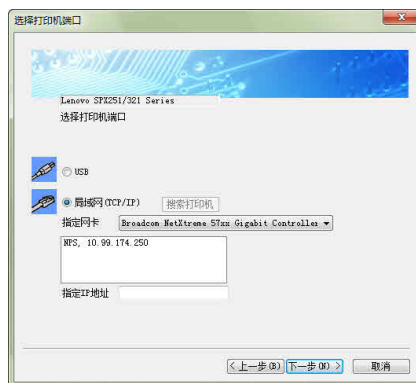 选择打印机端口
Lenovo SPX251/321 Series
选择打印机端口
USB
局域网(TCP/IP) 搜索打印机
指定网卡 Broadcom NetXtreme 57xx Gigabit Controller
NPS, 10.99.174.250
指定IP地址
< 上一步(B) 下一步(N) > 取消